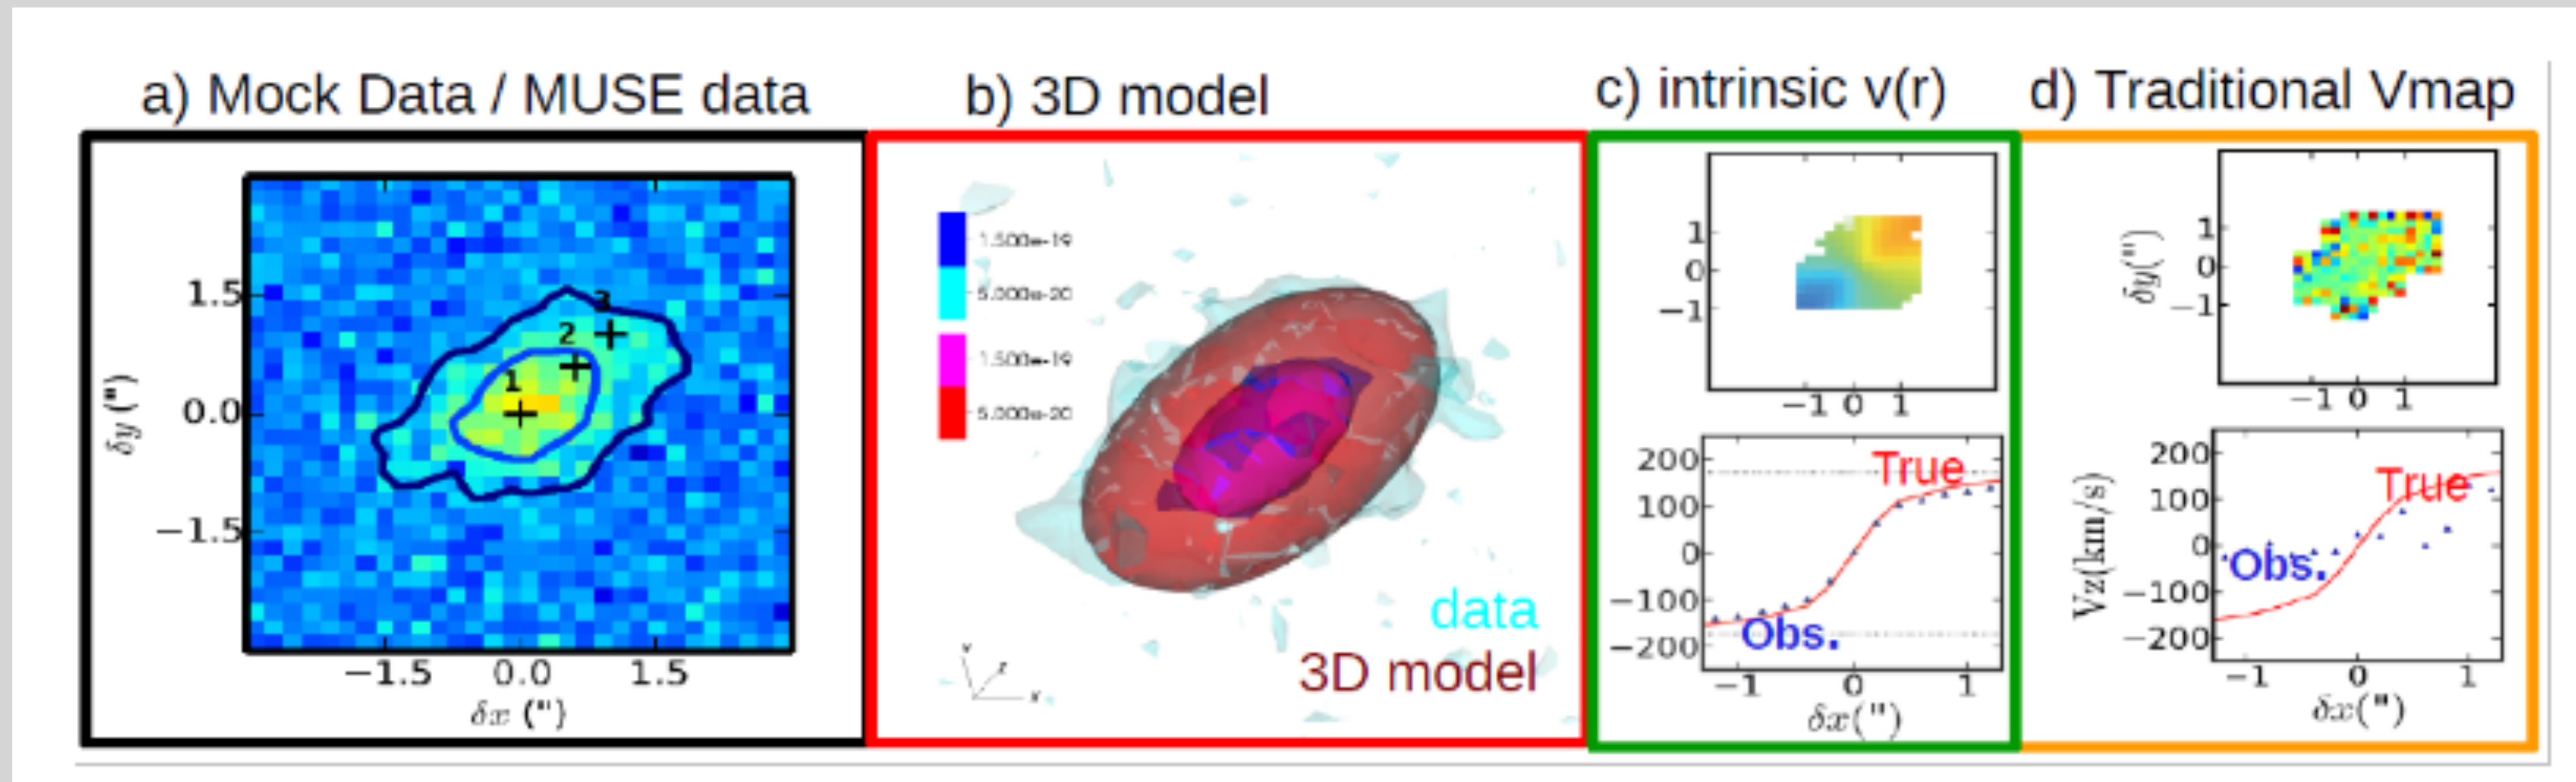 a) Mock Data / MUSE data
b) 3D model
c) intrinsic v(r)
d) Traditional Vmap
δy (")
1.5
0.0
−1.5
−1.5 0.0 1.5
δx (")
1
2
3
1.500e-19
5.000e-20
1.500e-19
5.000e-20
data
3D model
Y
Z
X
1
0
−1
−1 0 1
200
100
0
−100
−200
True
Obs.
−1 0 1
δx(")
δy(")
1
0
−1
−1 0 1
Vz(km/s)
200
100
0
−100
−200
True
Obs.
−1 0 1
δx(")